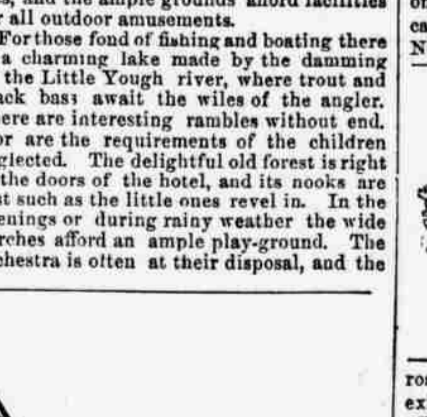 s, and the ample grounds afford facilities
r all outdoor amusements.
For those fond of fishing and boating there
a charming lake made by the damming
the Little Yough river, where trout and
ack bass await the wiles of the angler.
ere are interesting rambles without end.
or are the requirements of the children
glected. The delightful old forest is right
the doors of the hotel, and its nooks are
st such as the little ones revel in. In the
enings or during rainy weather the wide
rches afford an ample play-ground. The
chestra is often at their disposal, and the
ca
N
ros
ex